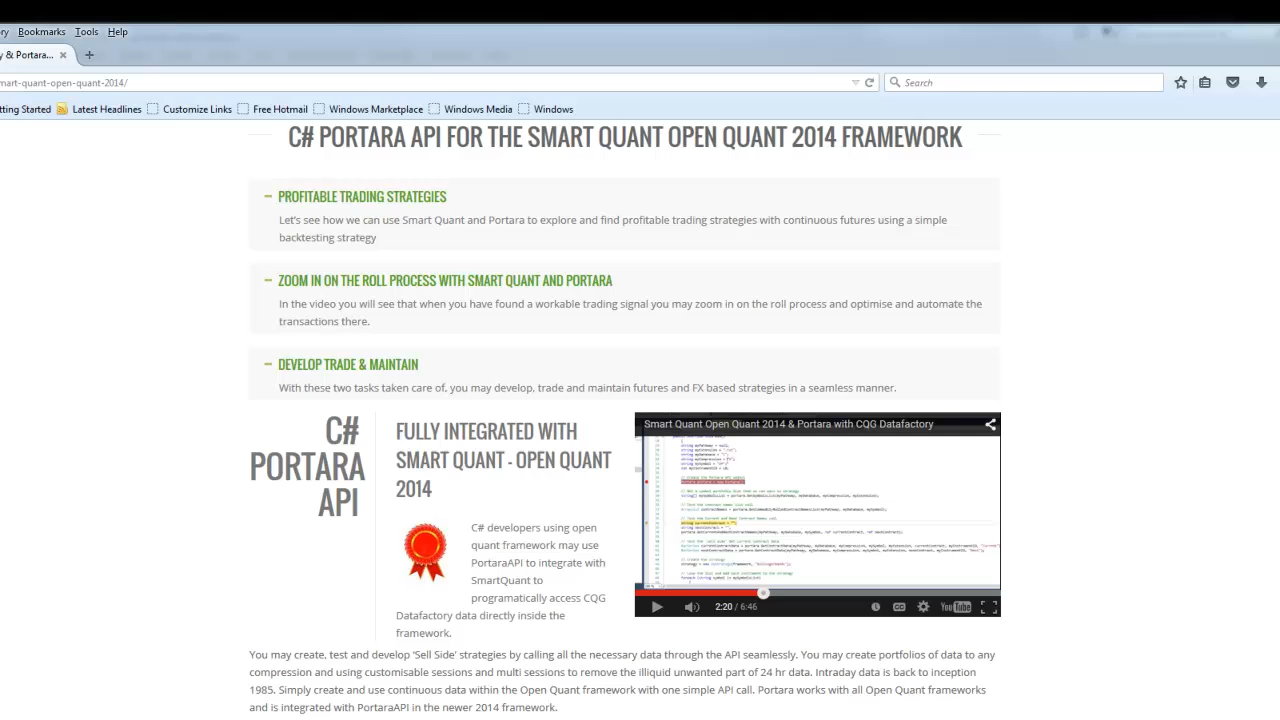 ry Bookmarks Tools Help
y & Portara...
mart-quant-open-quant-2014/
Search
tting Started Latest Headlines Customize Links Free Hotmail Windows Marketplace Windows Media Windows
C# PORTARA API FOR THE SMART QUANT OPEN QUANT 2014 FRAMEWORK
PROFITABLE TRADING STRATEGIES
Let's see how we can use Smart Quant and Portara to explore and find profitable trading strategies with continuous futures using a simple
backtesting strategy
ZOOM IN ON THE ROLL PROCESS WITH SMART QUANT AND PORTARA
In the video you will see that when you have found a workable trading signal you may zoom in on the roll process and optimise and automate the
transactions there.
DEVELOP TRADE & MAINTAIN
With these two tasks taken care of, you may develop, trade and maintain futures and FX based strategies in a seamless manner.
C#
PORTARA
API
FULLY INTEGRATED WITH
SMART QUANT - OPEN QUANT
2014
C# developers using open
quant framework may use
PortaraAPI to integrate with
SmartQuant to
programatically access CQG
Datafactory data directly inside the
framework.
Smart Quant Open Quant 2014 & Portara with CQG Datafactory
2:20 / 6:46
CC
YouTube
You may create, test and develop ‘Sell Side’ strategies by calling all the necessary data through the API seamlessly. You may create portfolios of data to any
compression and using customisable sessions and multi sessions to remove the illiquid unwanted part of 24 hr data. Intraday data is back to inception
1985. Simply create and use continuous data within the Open Quant framework with one simple API call. Portara works with all Open Quant frameworks
and is integrated with PortaraAPI in the newer 2014 framework.